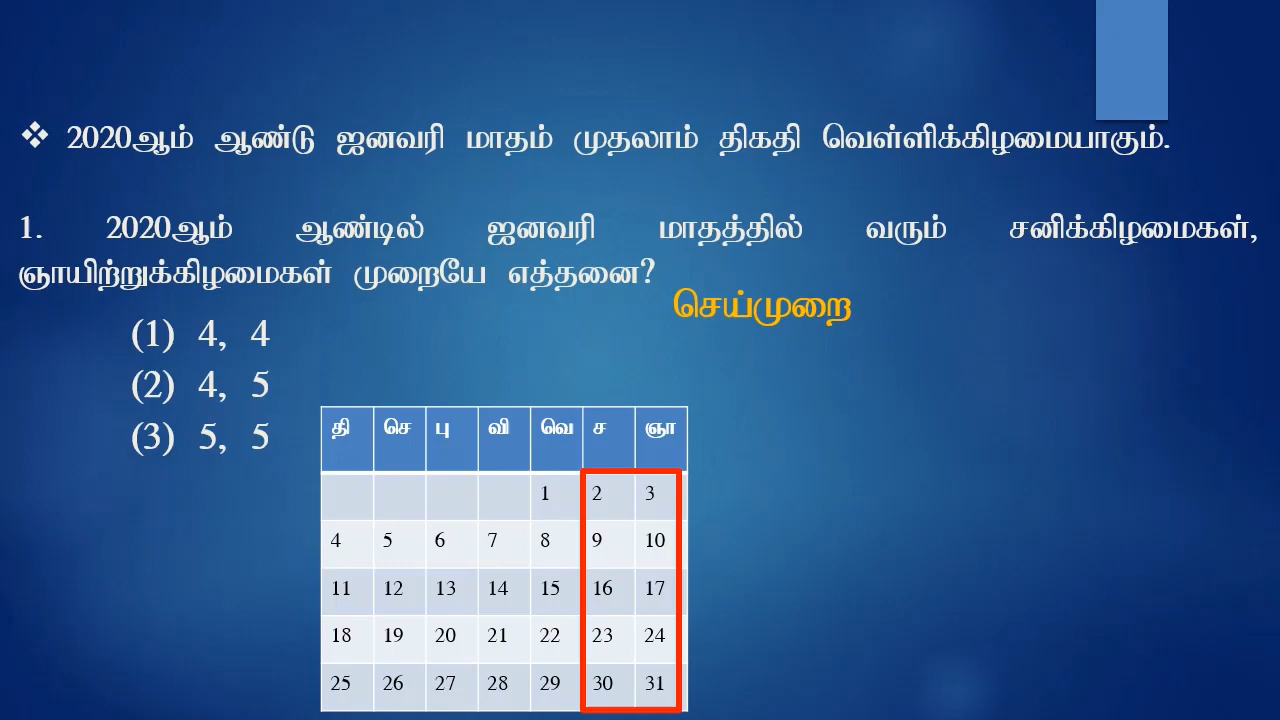 ❖ 2020ஆம் ஆண்டு ஜனவரி மாதம் முதலாம் திகதி வெள்ளிக்கிழமையாகும்.
1. 2020ஆம் ஆண்டில் ஜனவரி மாதத்தில் வரும் சனிக்கிழமைகள்,
ஞாயிற்றுக்கிழமைகள் முறையே எத்தனை?
செய்முறை
(1) 4, 4
(2) 4, 5
(3) 5, 5
தி செ பு வி வெ ச ஞா
1 2 3
4 5 6 7 8 9 10
11 12 13 14 15 16 17
18 19 20 21 22 23 24
25 26 27 28 29 30 31